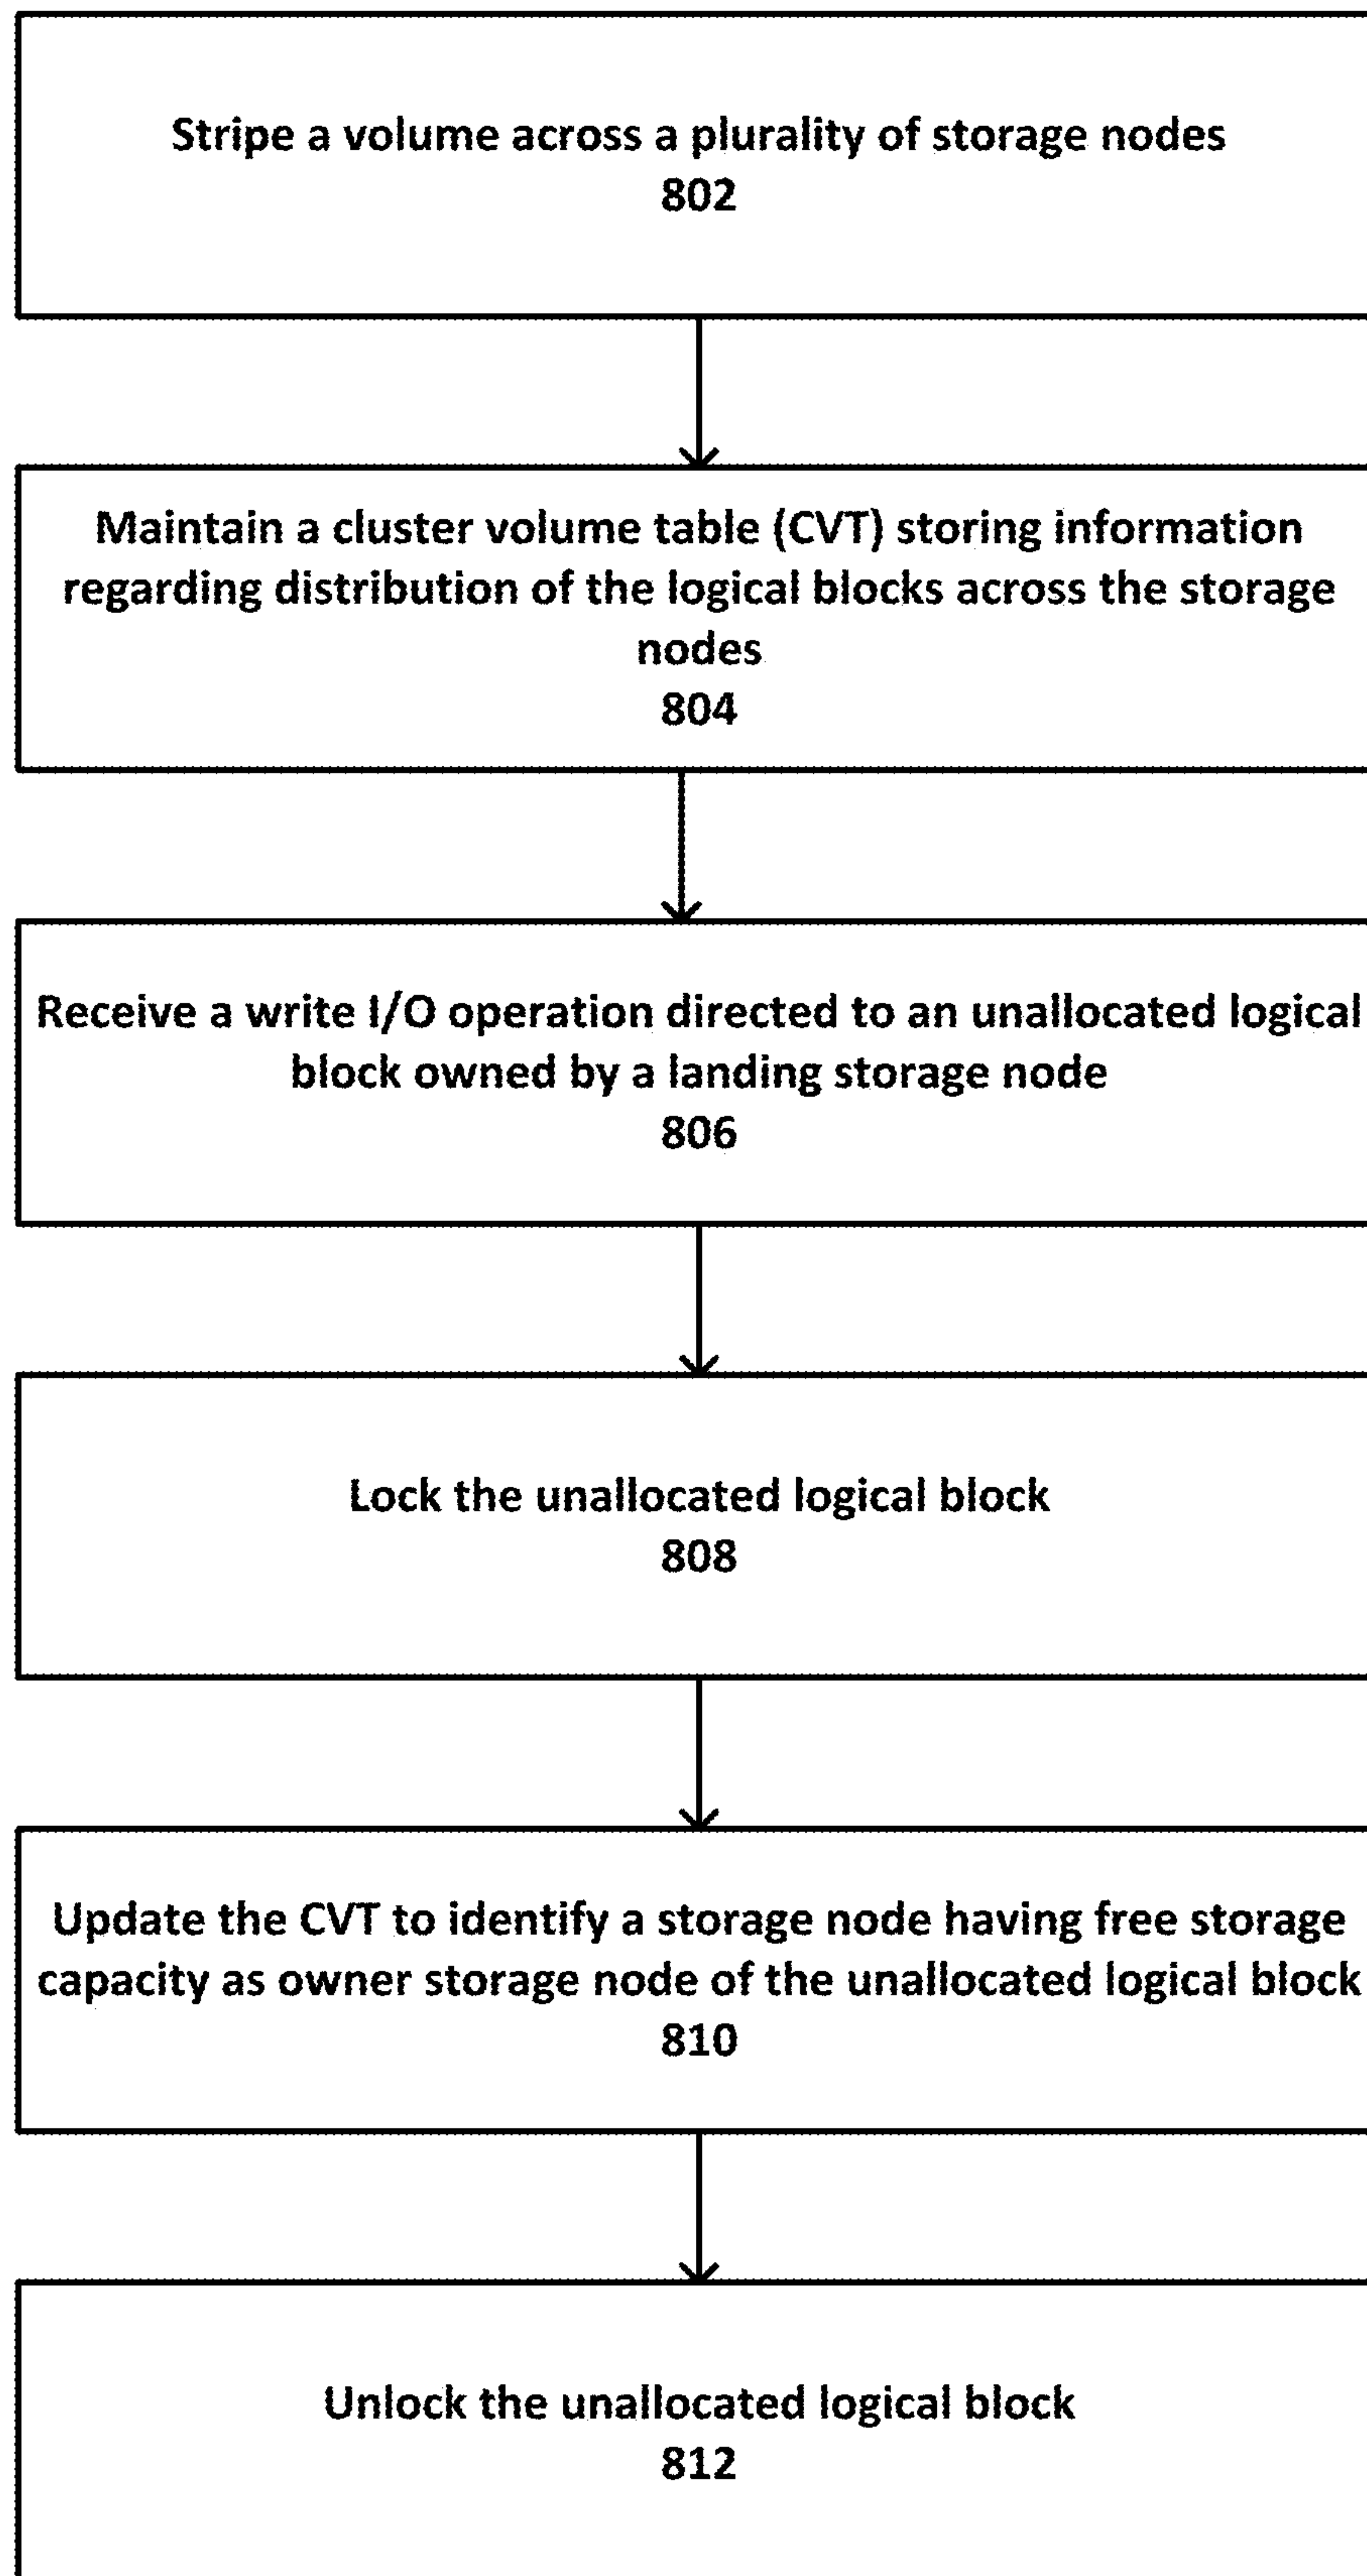 Stripe a volume across a plurality of storage nodes
802
Maintain a cluster volume table (CVT) storing information
regarding distribution of the logical blocks across the storage
nodes
804
Receive a write I/O operation directed to an unallocated logical
block owned by a landing storage node
806
Lock the unallocated logical block
808
Update the CVT to identify a storage node having free storage
capacity as owner storage node of the unallocated logical block
810
Unlock the unallocated logical block
812